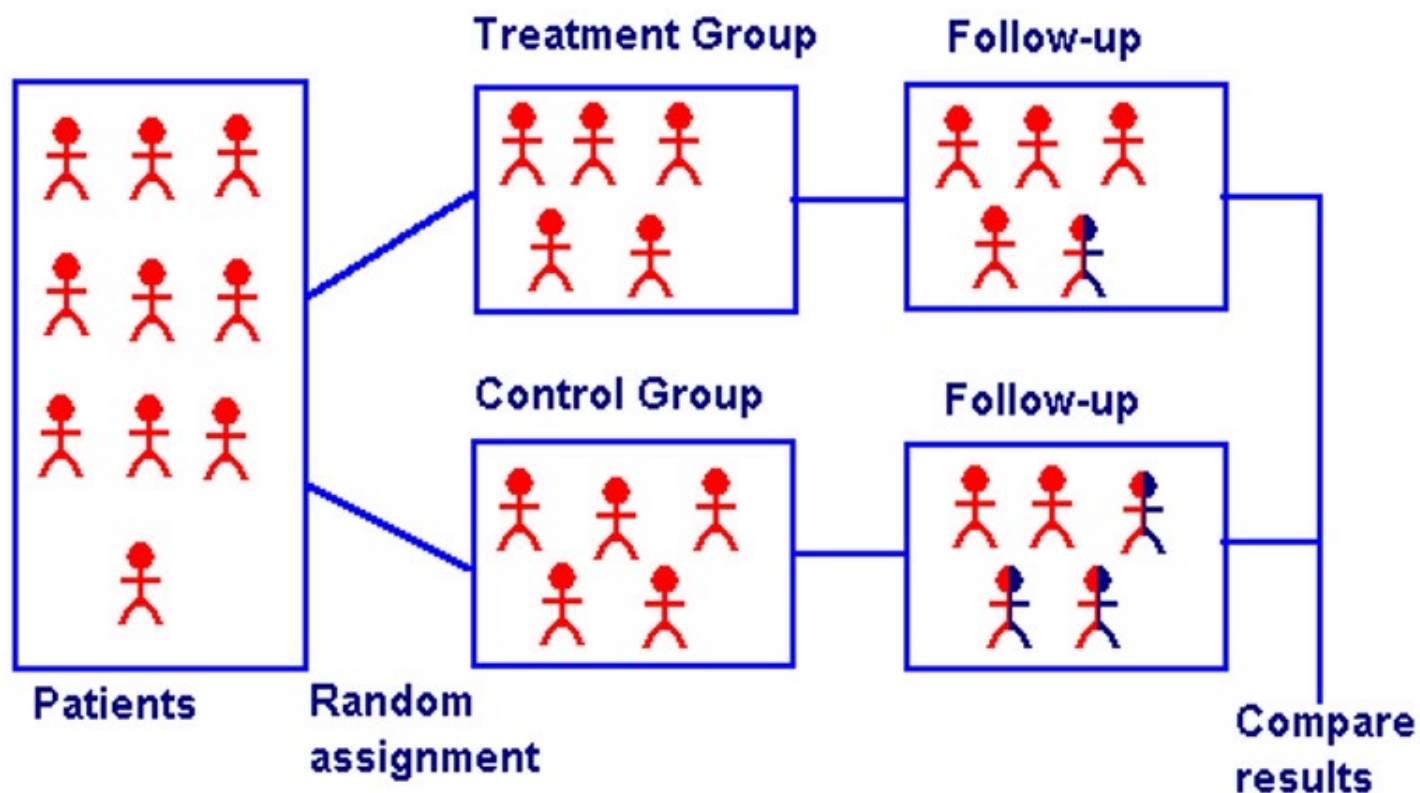 Treatment Group
Follow-up
Control Group
Follow-up
Patients
Random
assignment
Compare
results